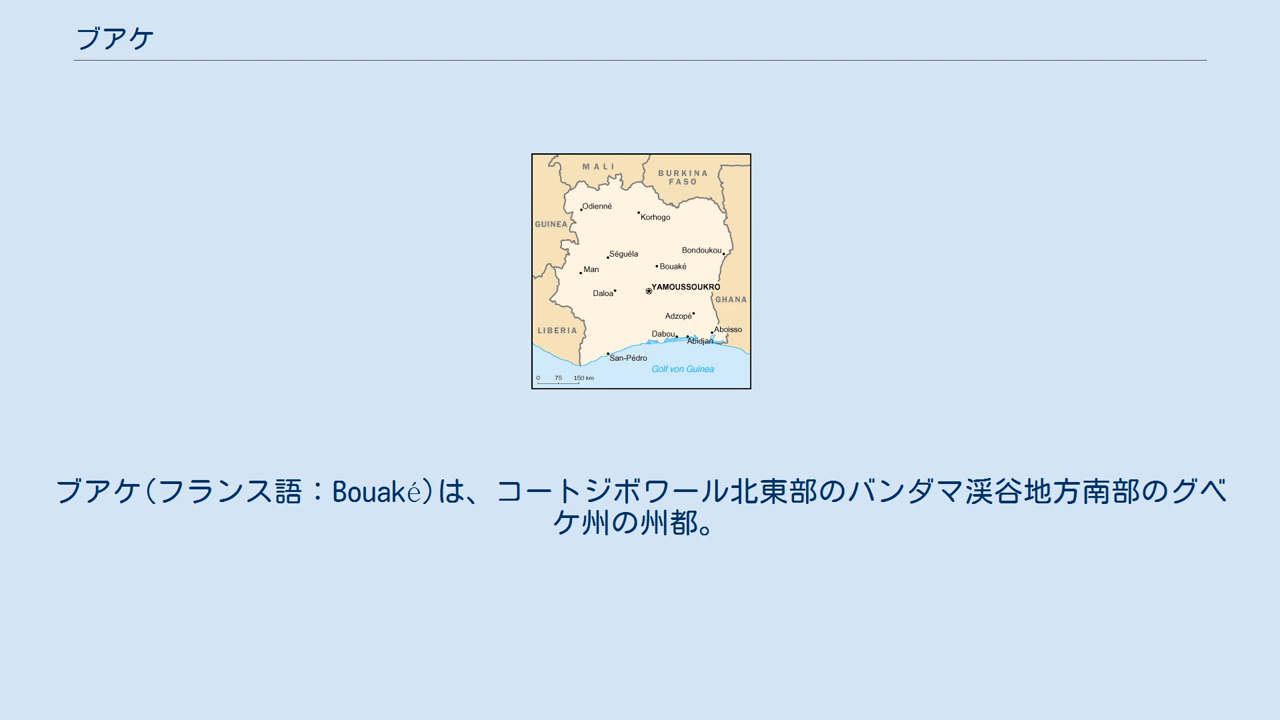 ブアケ
MALI
BURKINA
FASO
Odienné
Korhogo
GUINEA
Séguéla
Bondoukou
Man
Bouaké
Daloa
YAMOUSSOUKRO
GHANA
Adzopé
LIBERIA
Dabou
Aboisso
Abidjan
San-Pédro
Golf von Guinea
0 75 150 km
ブアケ(フランス語：Bouaké)は、コートジボワール北東部のバンダマ渓谷地方南部のグベ
ケ州の州都。